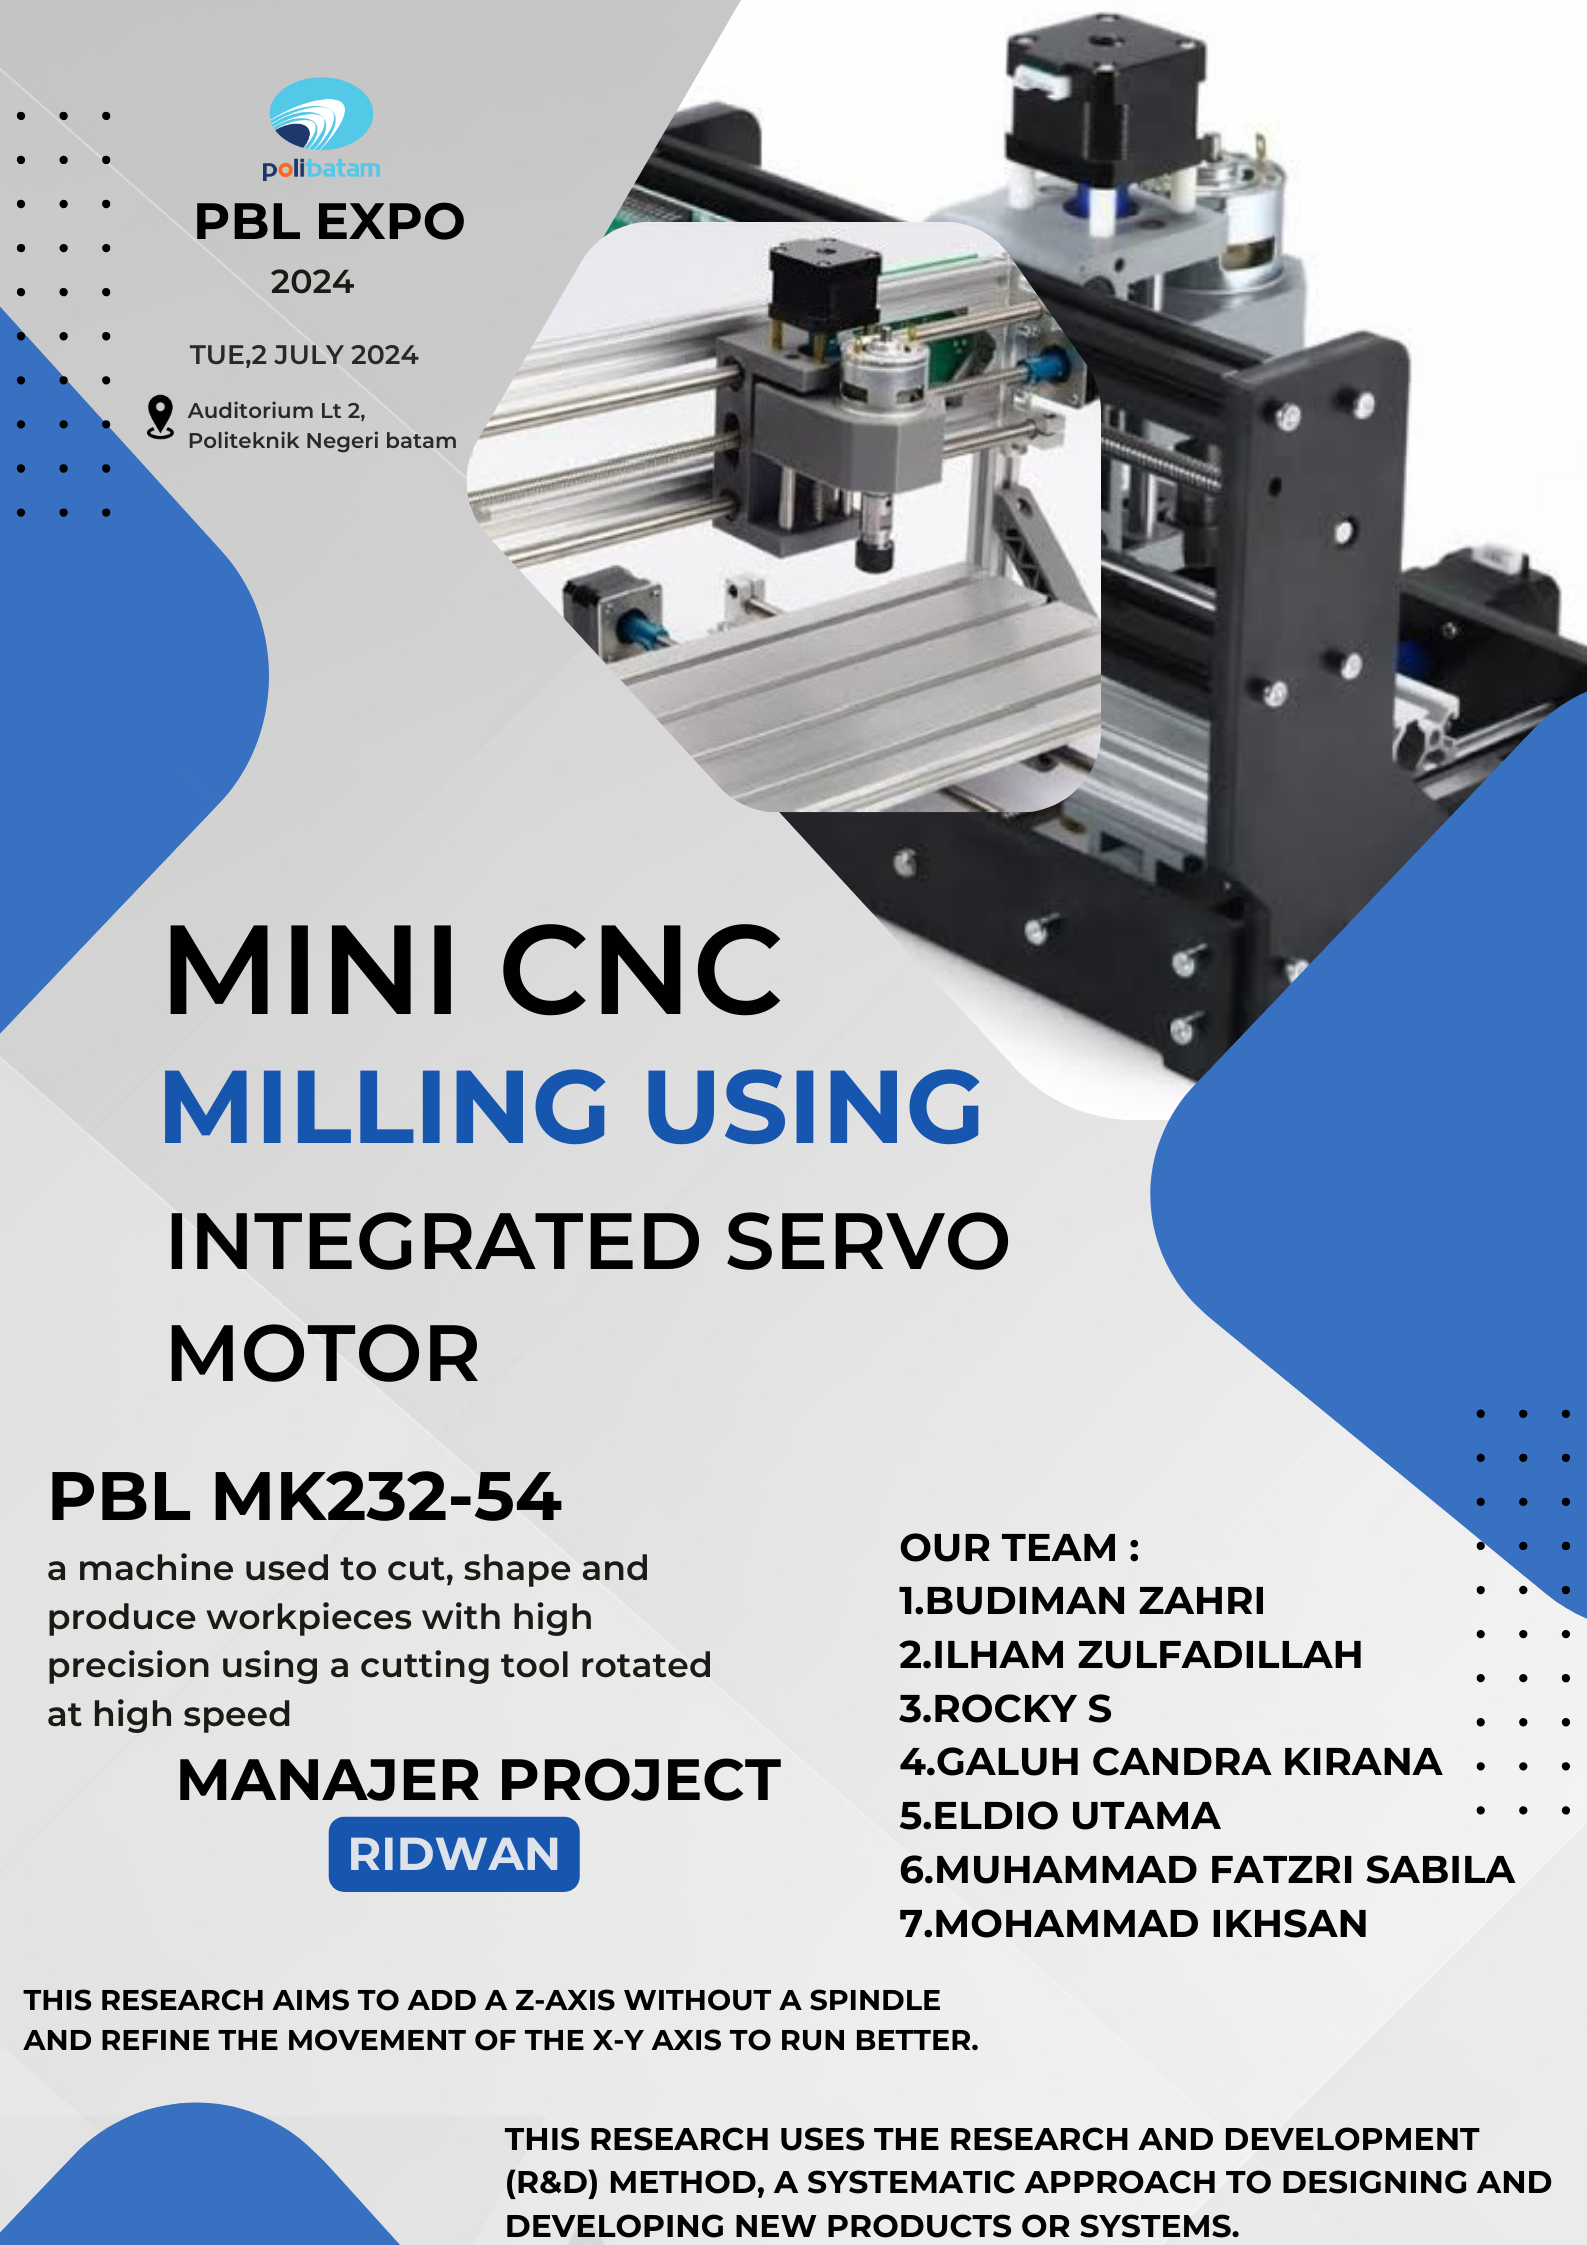 polibatam
PBL EXPO
2024
TUE,2 JULY 2024
Auditorium Lt 2,
Politeknik Negeri batam
MINI CNC
MILLING USING
INTEGRATED SERVO
MOTOR
PBL MK232-54
a machine used to cut, shape and
produce workpieces with high
precision using a cutting tool rotated
at high speed
MANAJER PROJECT
RIDWAN
OUR TEAM :
1.BUDIMAN ZAHRI
2.ILHAM ZULFADILLAH
3.ROCKY S
4.GALUH CANDRA KIRANA
5.ELDIO UTAMA
6.MUHAMMAD FATZRI SABILA
7.MOHAMMAD IKHSAN
THIS RESEARCH AIMS TO ADD A Z-AXIS WITHOUT A SPINDLE
AND REFINE THE MOVEMENT OF THE X-Y AXIS TO RUN BETTER.
THIS RESEARCH USES THE RESEARCH AND DEVELOPMENT
(R&D) METHOD, A SYSTEMATIC APPROACH TO DESIGNING AND
DEVELOPING NEW PRODUCTS OR SYSTEMS.